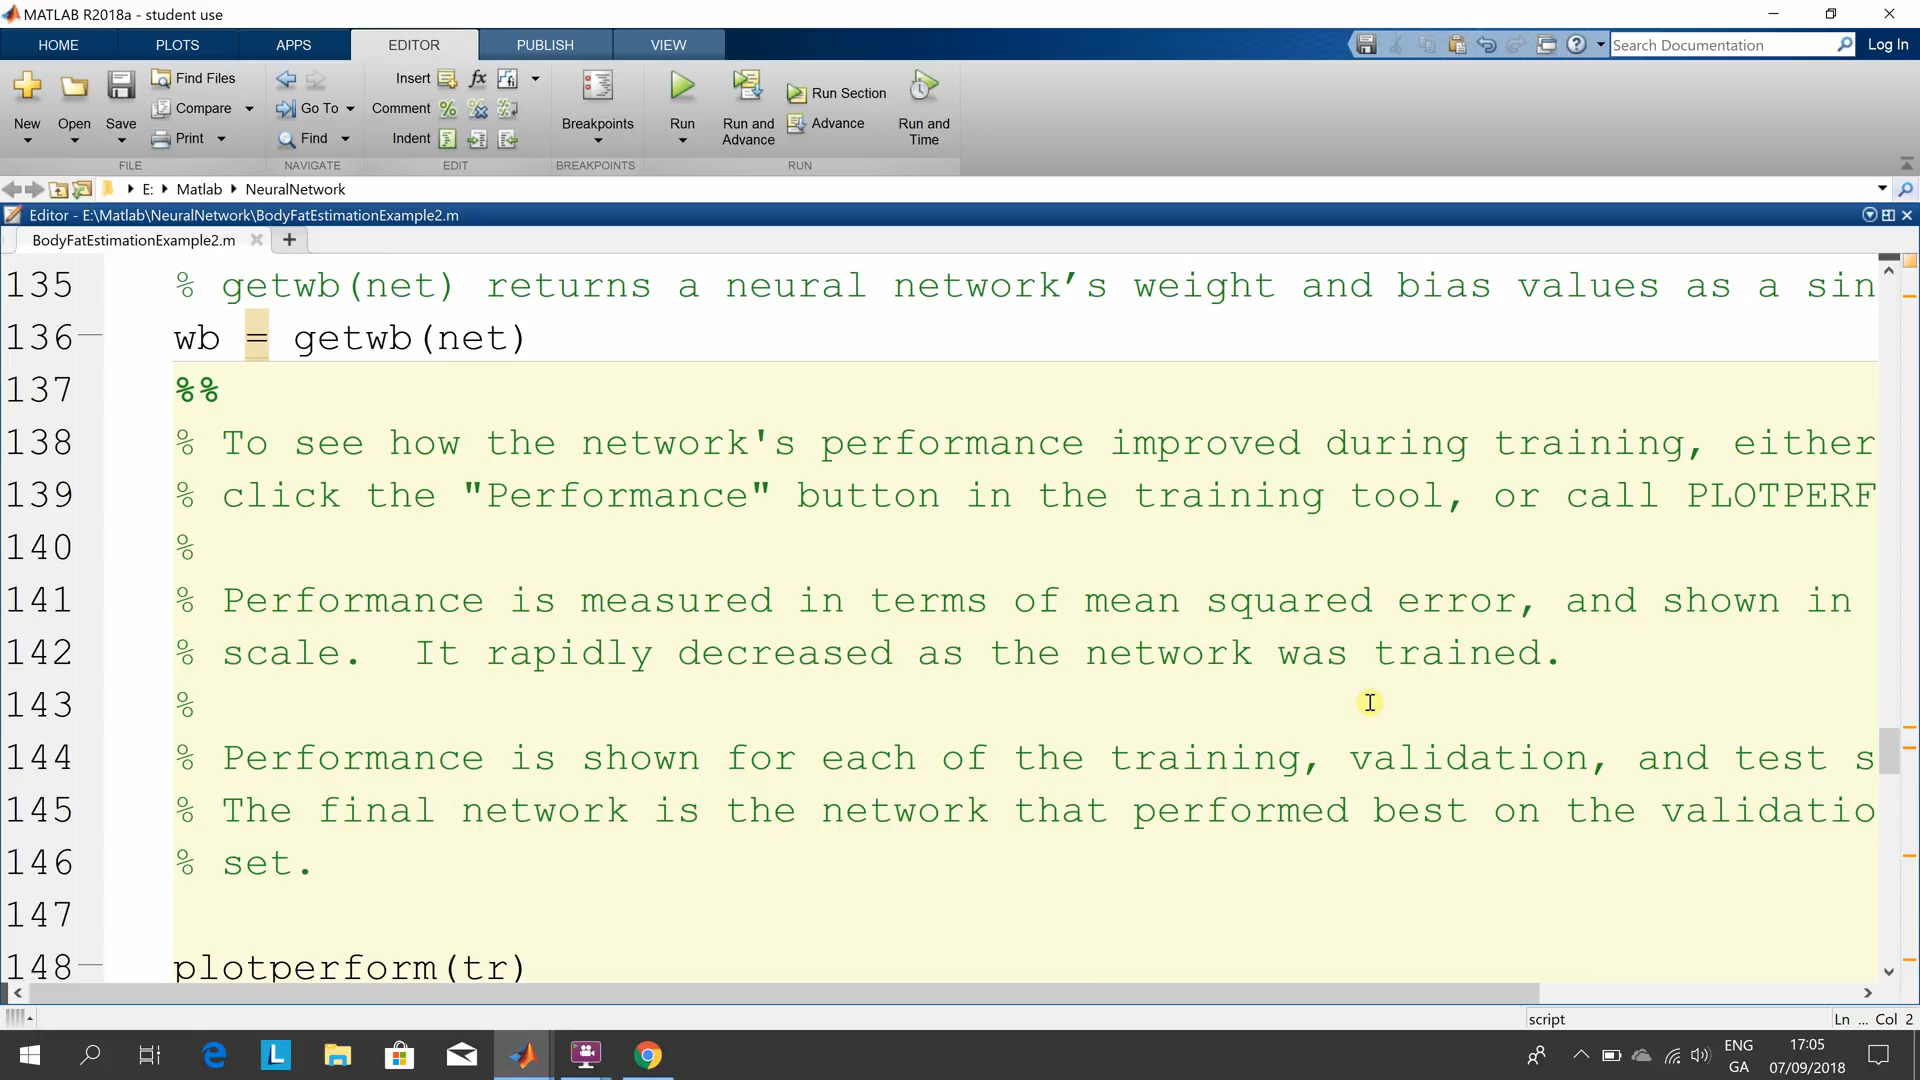 MATLAB R2018a - student use
HOME PLOTS APPS EDITOR PUBLISH VIEW
Search Documentation
Log In
New Open Save
Find Files
Compare
Print
Go To
Find
Insert
Comment
Indent
Breakpoints
Run
Run and Advance
Run Section
Advance
Run and Time
FILE NAVIGATE EDIT BREAKPOINTS RUN
E: Matlab NeuralNetwork
Editor - E:\Matlab\NeuralNetwork\BodyFatEstimationExample2.m
BodyFatEstimationExample2.m
135 % getwb(net) returns a neural network’s weight and bias values as a sin
136 wb = getwb(net)
137 %%
138 % To see how the network's performance improved during training, either
139 % click the "Performance" button in the training tool, or call PLOTPERF
140 %
141 % Performance is measured in terms of mean squared error, and shown in
142 % scale. It rapidly decreased as the network was trained.
143 %
144 % Performance is shown for each of the training, validation, and test s
145 % The final network is the network that performed best on the validatio
146 % set.
147
148 plotperform(tr)
script
Ln ... Col 2
ENG
GA
17:05
07/09/2018